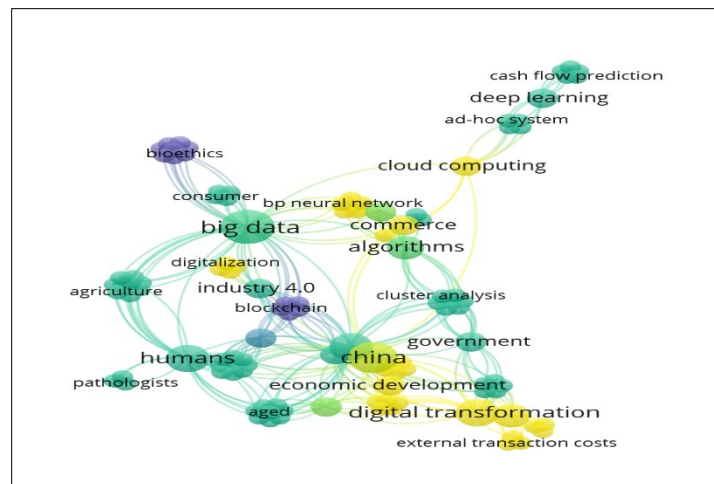 cash flow prediction
deep learning
ad-hoc system
bioethics
cloud computing
consumer
bp neural network
big data
commerce
algorithms
digitalization
agriculture
industry 4.0
cluster analysis
blockchain
government
humans
china
pathologists
economic development
aged
digital transformation
external transaction costs